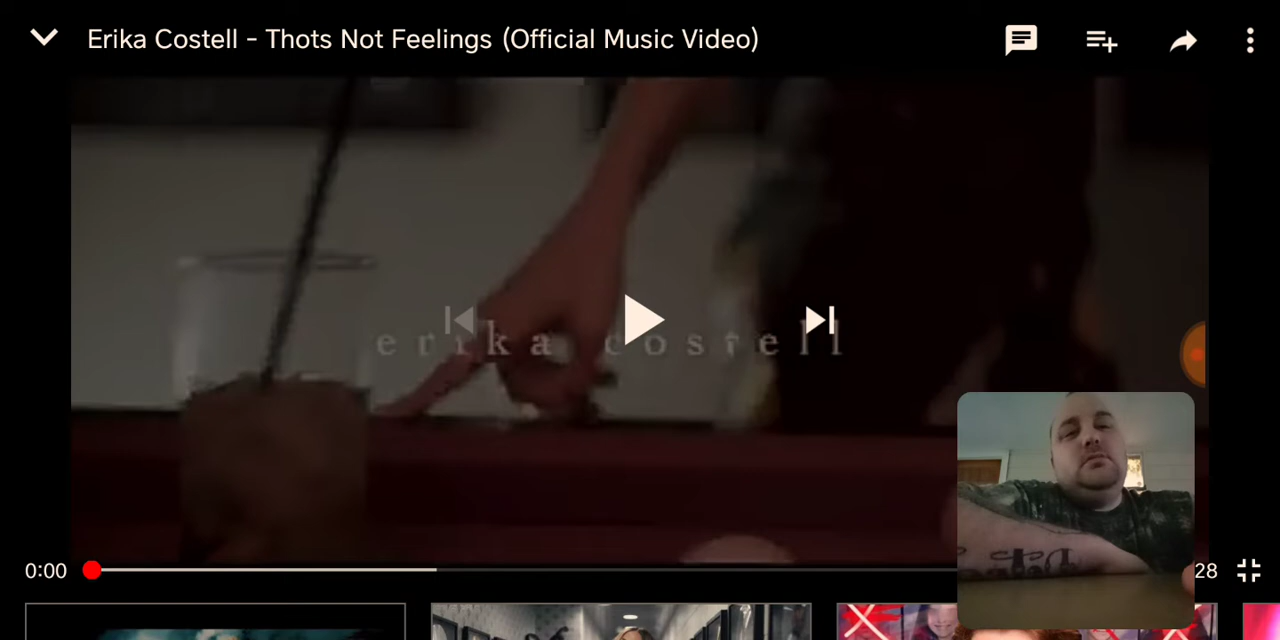 Erika Costell - Thots Not Feelings (Official Music Video)
erika costell
0:00
28